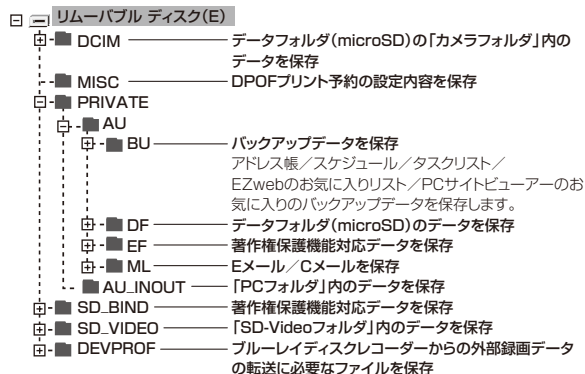 リムーバブル ディスク(E)
DCIM データフォルダ(microSD)の「カメラフォルダ」内の
データを保存
MISC DPOFプリント予約の設定内容を保存
PRIVATE
AU
BU バックアップデータを保存
アドレス帳／スケジュール／タスクリスト／
EZwebのお気に入りリスト／PCサイトビューアーのお
気に入りのバックアップデータを保存します。
DF データフォルダ(microSD)のデータを保存
EF 著作権保護機能対応データを保存
ML Eメール／Cメールを保存
AU_INOUT 「PCフォルダ」内のデータを保存
SD_BIND 著作権保護機能対応データを保存
SD_VIDEO 「SD-Videoフォルダ」内のデータを保存
DEVPROF ブルーレイディスクレコーダーからの外部録画データ
の転送に必要なファイルを保存